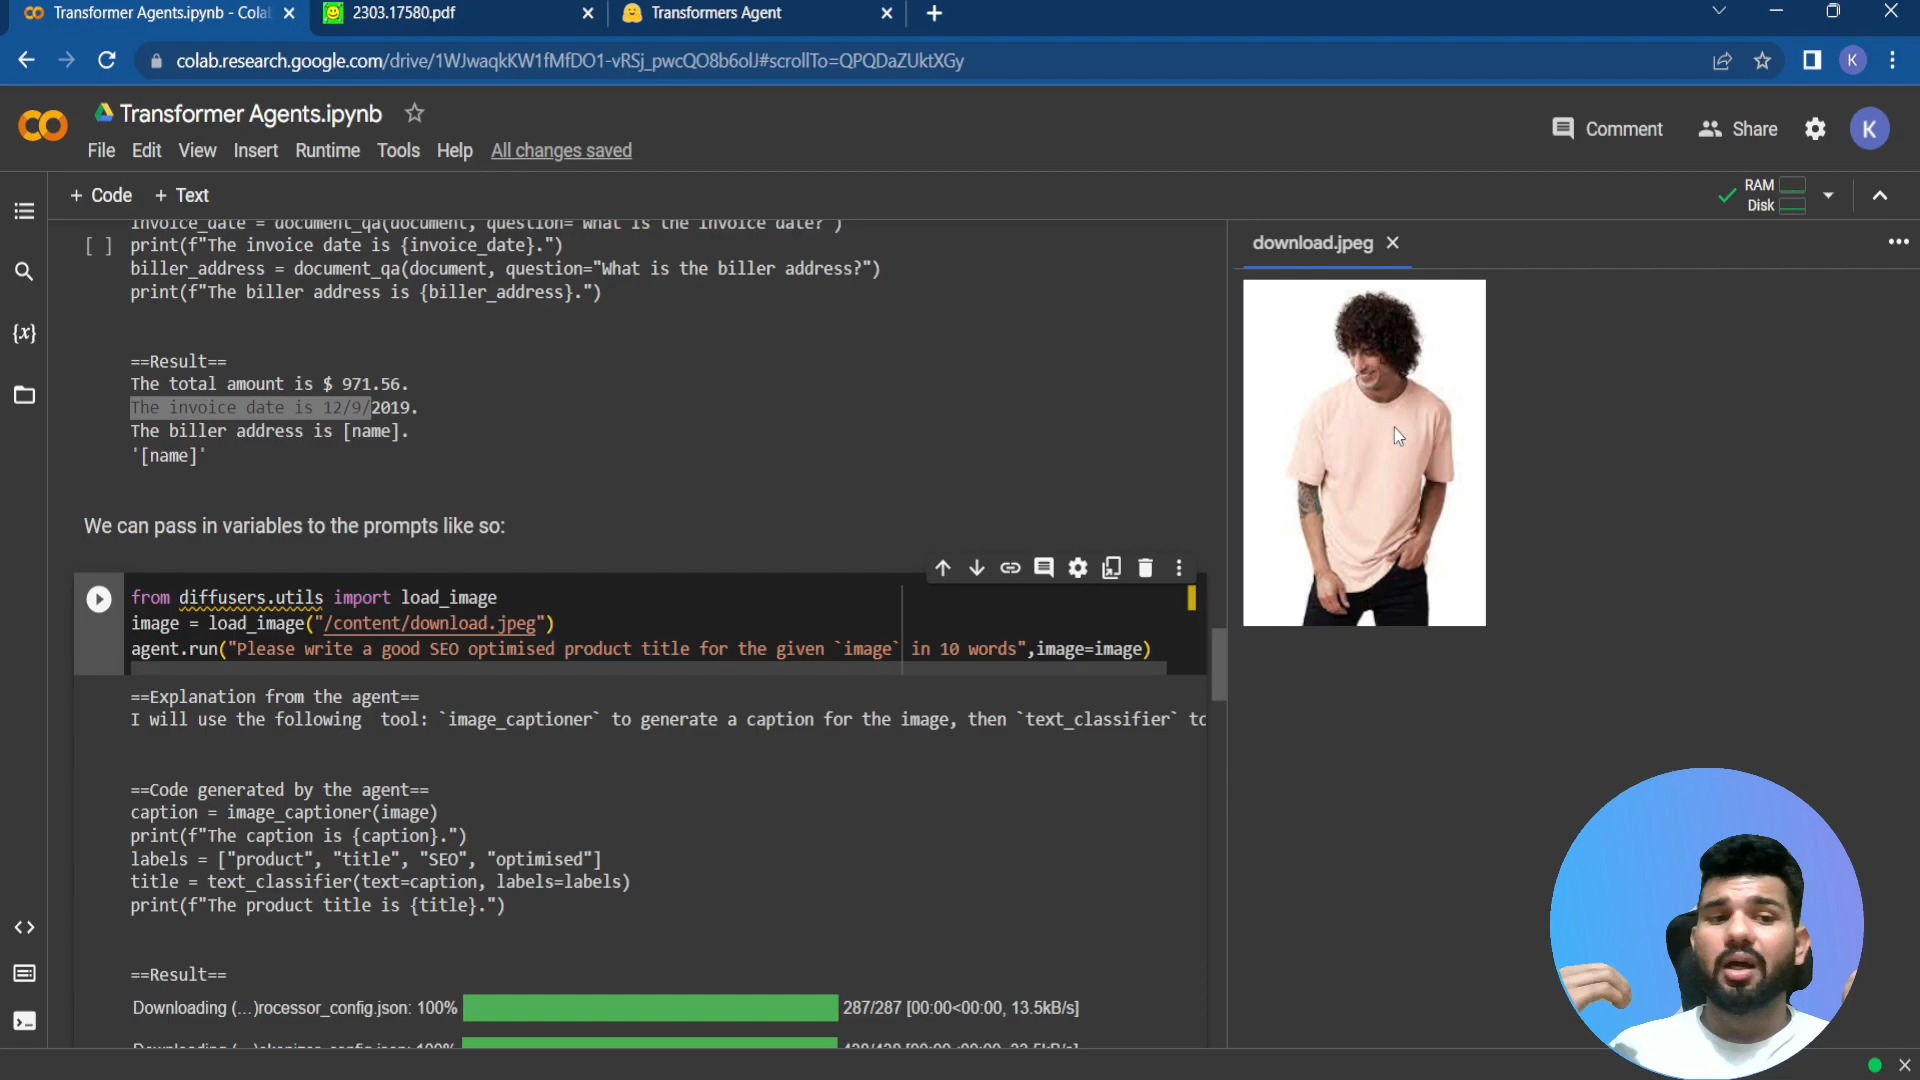 Transformer Agents.ipynb - Cola
2303.17580.pdf
Transformers Agent
colab.research.google.com/drive/1WJwaqkKW1fMfDO1-vRSj_pwcQO8b6olJ#scrollTo=QPQDaZUktXGy
K
Transformer Agents.ipynb
Comment
Share
K
File Edit View Insert Runtime Tools Help All changes saved
+ Code + Text
RAM
Disk
invoice_date = document_qa(document, question="What is the invoice date?")
[ ] print(f"The invoice date is {invoice_date}.")
biller_address = document_qa(document, question="What is the biller address?")
print(f"The biller address is {biller_address}.")
==Result==
The total amount is $ 971.56.
The invoice date is 12/9/2019.
The biller address is [name].
'[name]'
We can pass in variables to the prompts like so:
from diffusers.utils import load_image
image = load_image("/content/download.jpeg")
agent.run("Please write a good SEO optimised product title for the given `image` in 10 words",image=image)
==Explanation from the agent==
I will use the following  tool: `image_captioner` to generate a caption for the image, then `text_classifier` to
==Code generated by the agent==
caption = image_captioner(image)
print(f"The caption is {caption}.")
labels = ["product", "title", "SEO", "optimised"]
title = text_classifier(text=caption, labels=labels)
print(f"The product title is {title}.")
==Result==
Downloading (…)rocessor_config.json: 100% 287/287 [00:00<00:00, 13.5kB/s]
download.jpeg
{x}